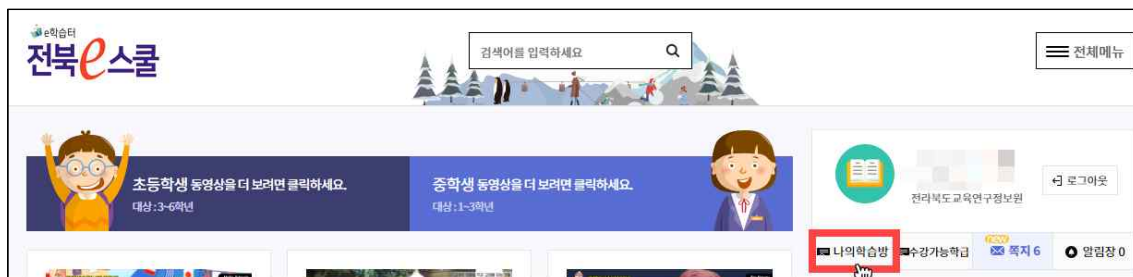 e학습터
전북e스쿨
검색어를 입력하세요
전체메뉴
초등학생 동영상을 더 보려면 클릭하세요.
대상 : 3~6학년
중학생 동영상을 더 보려면 클릭하세요.
대상 : 1~3학년
전라북도교육연구정보원
로그아웃
나의학습방
수강가능학급
new
쪽지 6
알림장 0